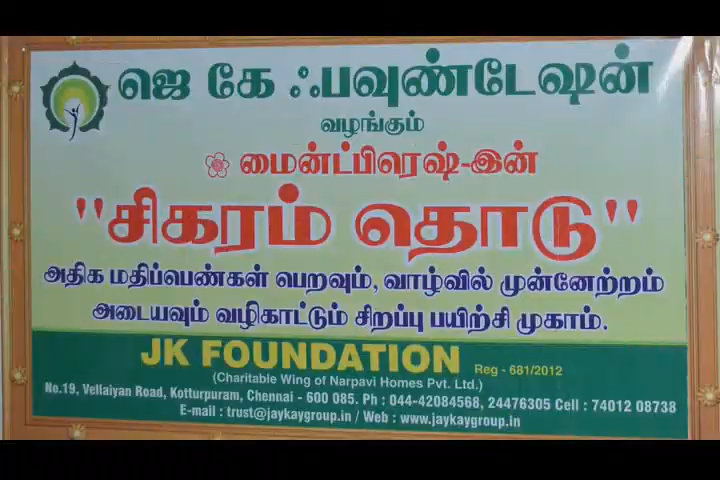 ஜெ கே ஃபவுண்டேஷன்
வழங்கும்
மைண்ட்பிரெஷ்-இன்
"சிகரம் தொடு"
அதிக மதிப்பெண்கள் பெறவும், வாழ்வில் முன்னேற்றம்
அடையவும் வழிகாட்டும் சிறப்பு பயிற்சி முகாம்.
JK FOUNDATION Reg - 681/2012
(Charitable Wing of Narpavi Homes Pvt. Ltd.)
No.19, Vellaiyan Road, Kotturpuram, Chennai - 600 085. Ph : 044-42084568, 24476305 Cell : 74012 08738
E-mail : trust@jaykaygroup.in / Web : www.jaykaygroup.in